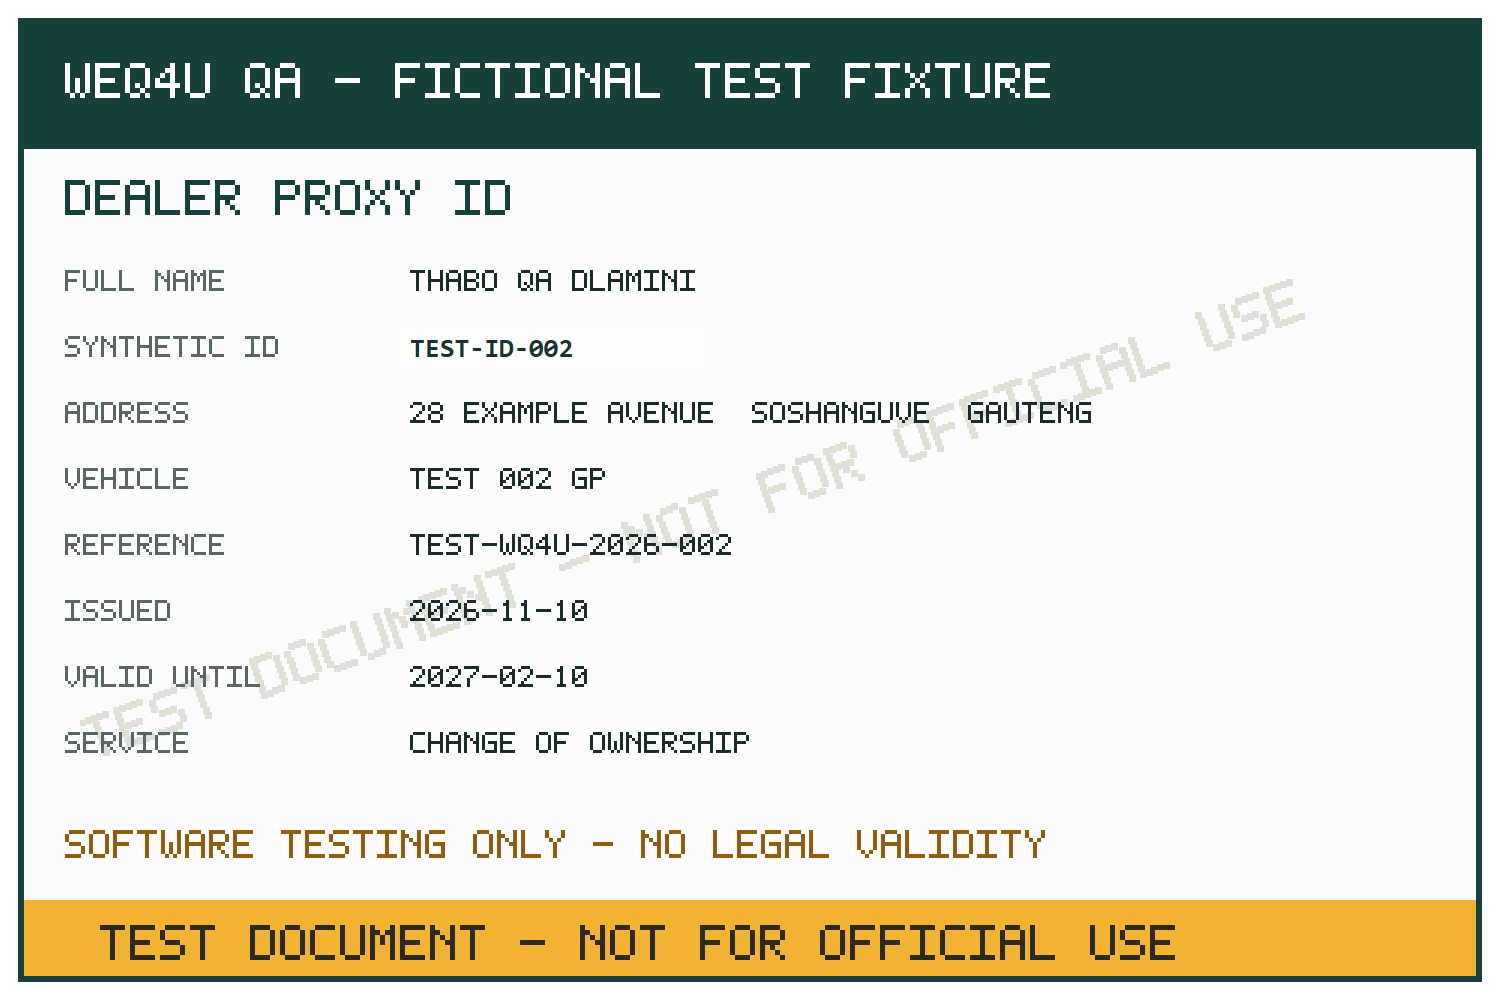 WEQ4U QA - FICTIONAL TEST FIXTURE
DEALER PROXY ID
FULL NAME THABO QA DLAMINI
SYNTHETIC ID TEST-ID-002
ADDRESS 28 EXAMPLE AVENUE SOSHANGUVE GAUTENG
VEHICLE TEST 002 GP
REFERENCE TEST-WQ4U-2026-002
ISSUED 2026-11-10
VALID UNTIL 2027-02-10
SERVICE CHANGE OF OWNERSHIP
TEST DOCUMENT - NOT FOR OFFICIAL USE
SOFTWARE TESTING ONLY - NO LEGAL VALIDITY
TEST DOCUMENT - NOT FOR OFFICIAL USE